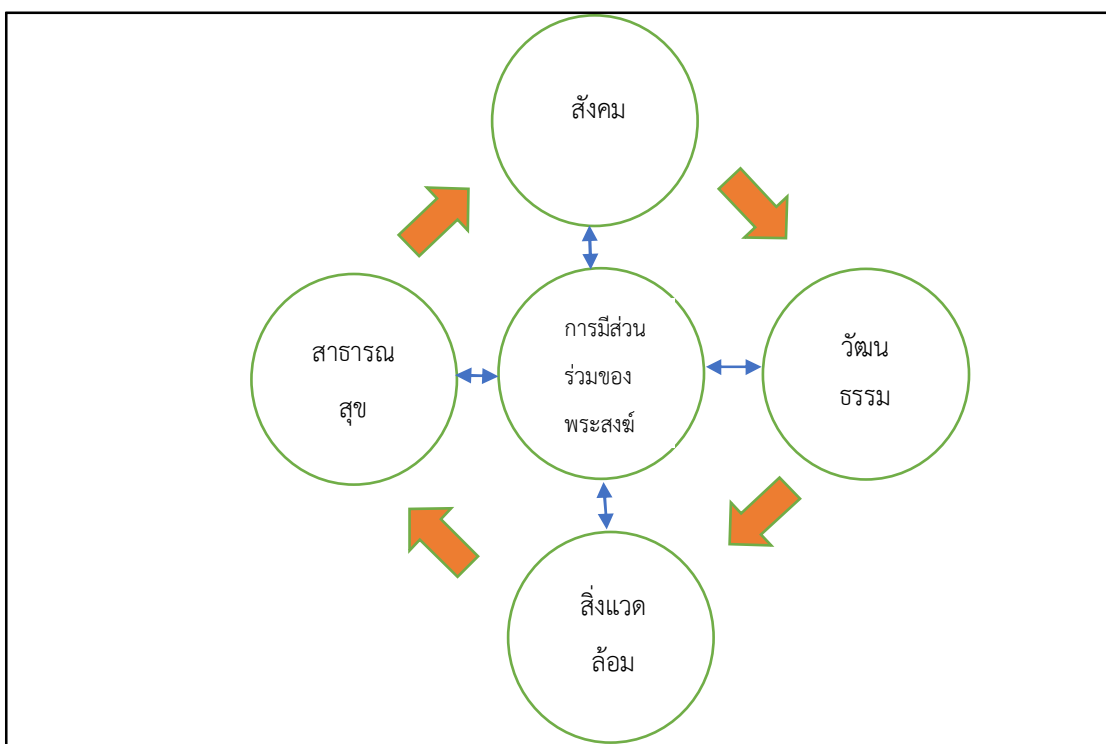 สังคม
สาธารณ
สุข
การมีส่วน
ร่วมของ
พระสงฆ์
วัฒน
ธรรม
สิ่งแวด
ล้อม